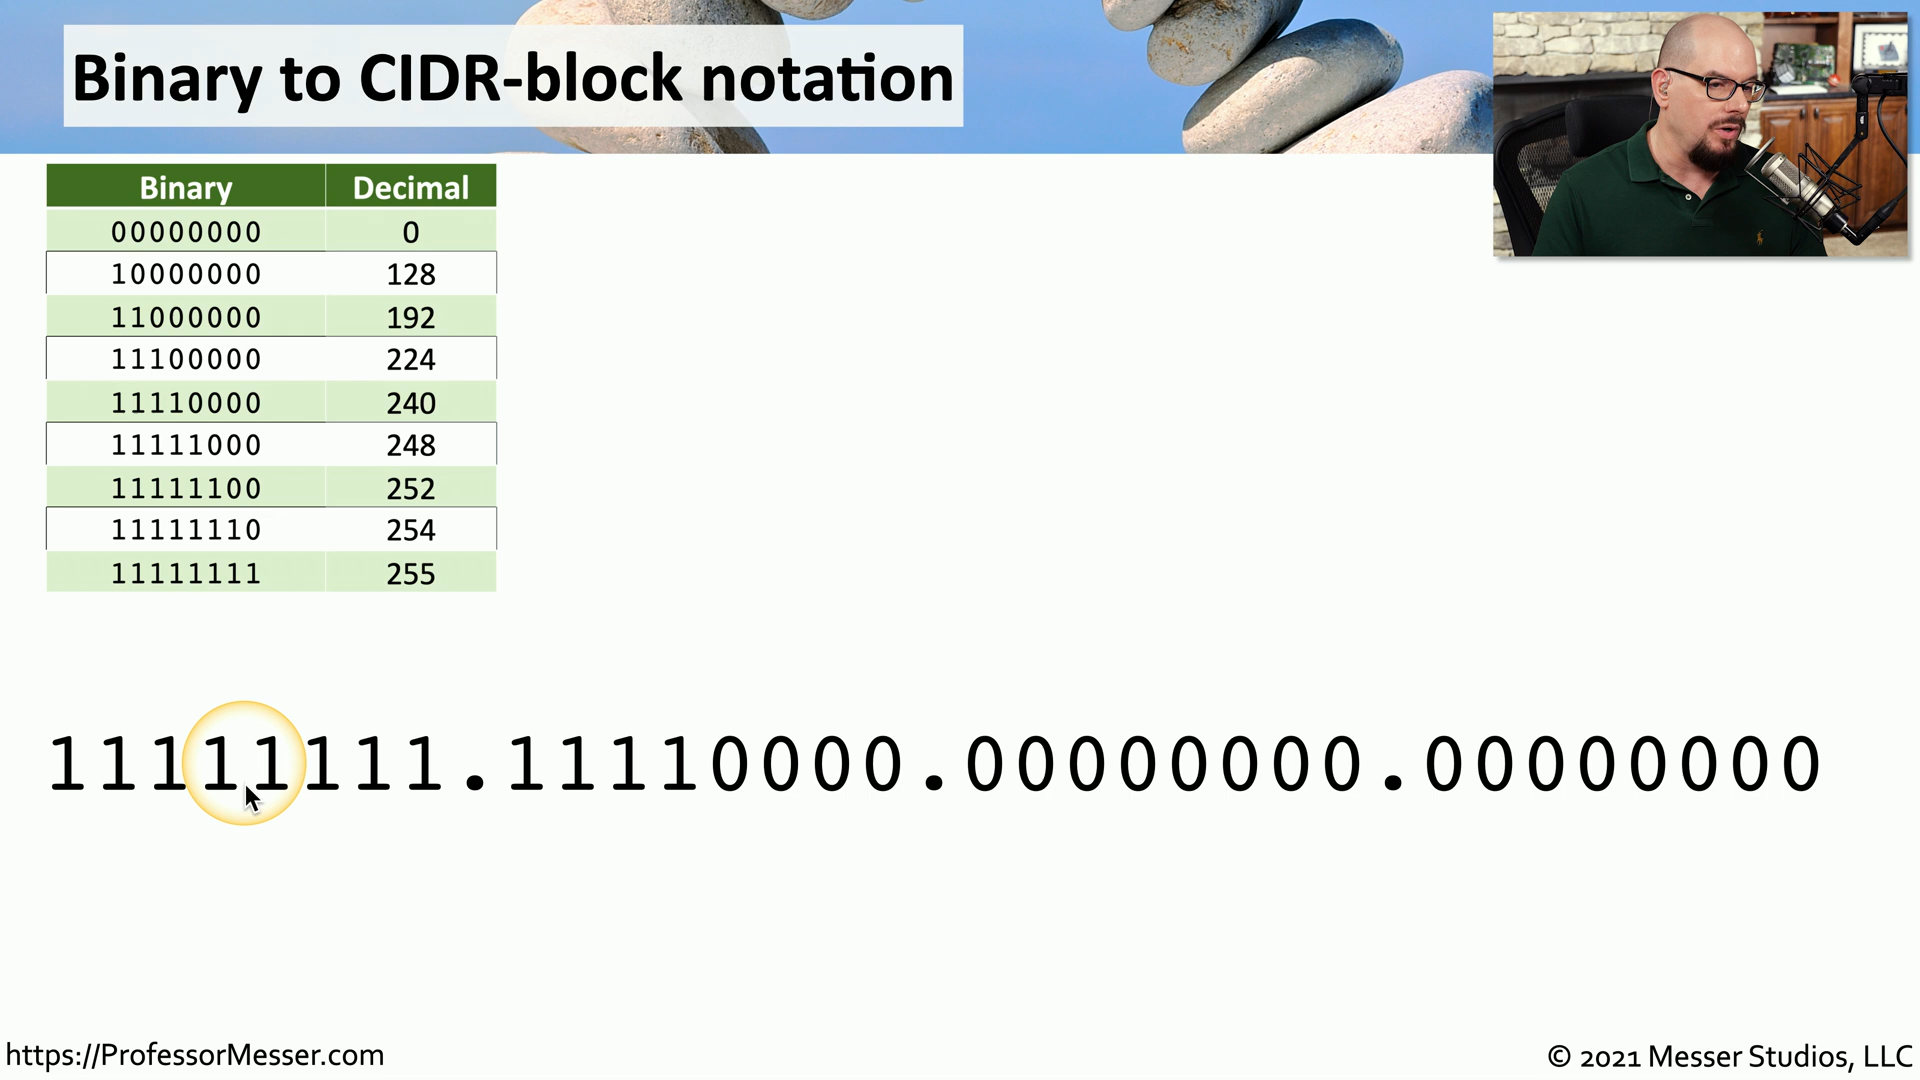 Binary to CIDR-block notation
Binary Decimal
00000000 0
10000000 128
11000000 192
11100000 224
11110000 240
11111000 248
11111100 252
11111110 254
11111111 255
11111111.11110000.00000000.00000000
https://ProfessorMesser.com
© 2021 Messer Studios, LLC